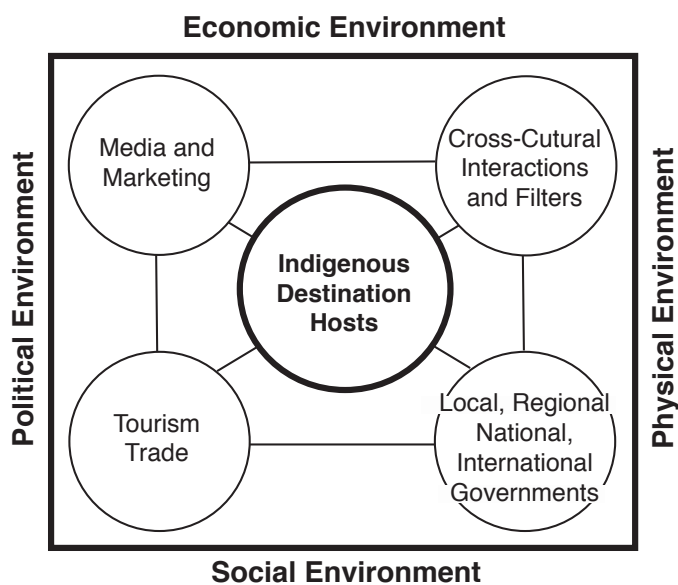 Economic Environment
Political Environment
Media and
Marketing
Cross-Cutural
Interactions
and Filters
Indigenous
Destination
Hosts
Physical Environment
Tourism
Trade
Local, Regional
National,
International
Governments
Social Environment